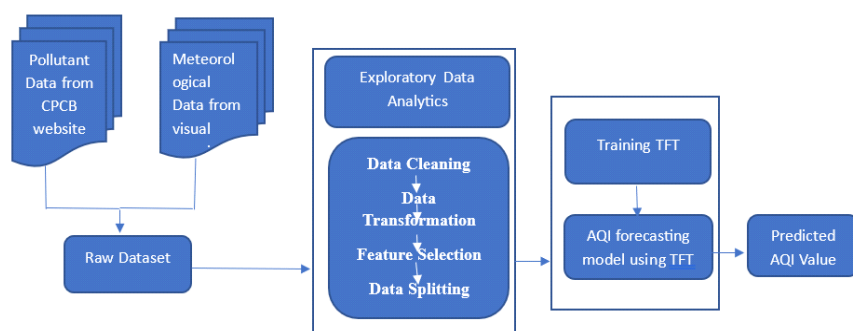 Pollutant
Data from
CPCB
website
Meteorol
ogical
Data from
visual
Raw Dataset
Exploratory Data
Analytics
Data Cleaning
Data
Transformation
Feature Selection
Data Splitting
Training TFT
AQI forecasting
model using TFT
Predicted
AQI Value